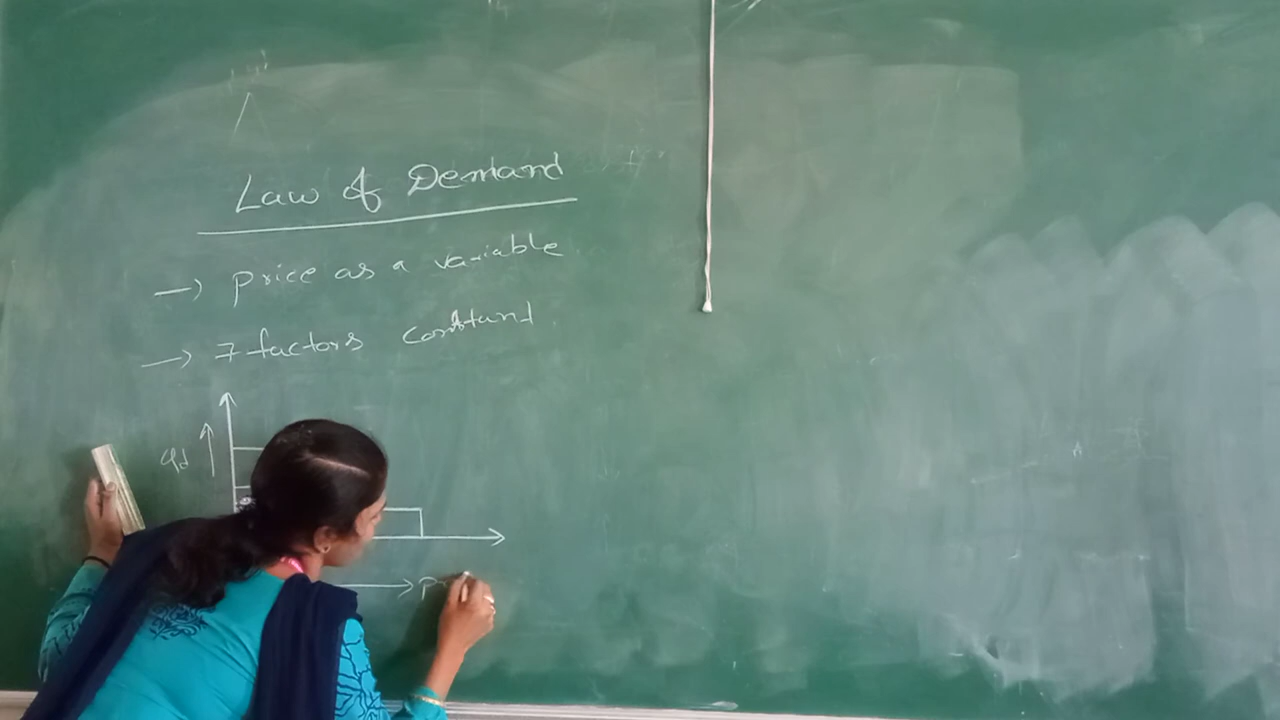 Law of Demand
→ Price as a variable
→ 7 factors constant
qd